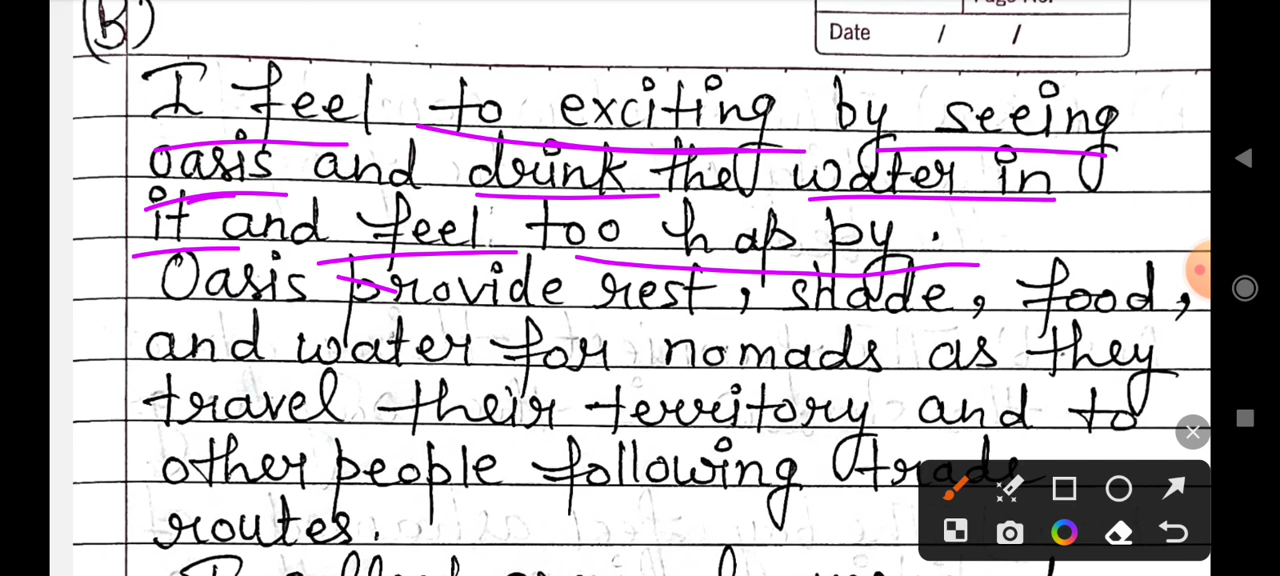 Page No.
(B)
Date / /
I feel to exciting by seeing
oasis and drink the water in
it and feel too happy.
Oasis provide rest, shade, food,
and water for nomads as they
travel their territory and to
other people following trade
routes.